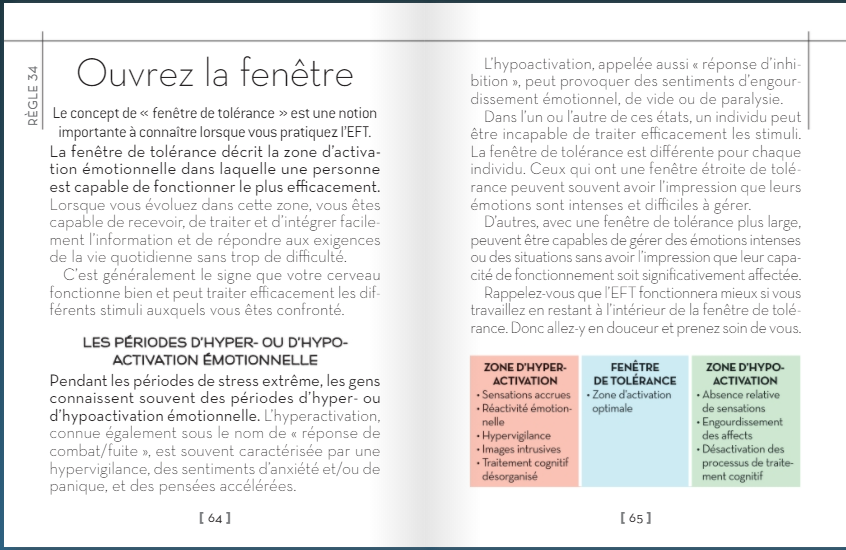 RÈGLE 34
Ouvrez la fenêtre
Le concept de « fenêtre de tolérance » est une notion
importante à connaître lorsque vous pratiquez l'EFT.
La fenêtre de tolérance décrit la zone d'activa-
tion émotionnelle dans laquelle une personne
est capable de fonctionner le plus efficacement.
Lorsque vous évoluez dans cette zone, vous êtes
capable de recevoir, de traiter et d'intégrer facile-
ment l'information et de répondre aux exigences
de la vie quotidienne sans trop de difficulté.
C'est généralement le signe que votre cerveau
fonctionne bien et peut traiter efficacement les dif-
férents stimuli auxquels vous êtes confronté.
LES PÉRIODES D'HYPER- OU D'HYPO-
ACTIVATION ÉMOTIONNELLE
Pendant les périodes de stress extrême, les gens
connaissent souvent des périodes d'hyper- ou
d'hypoactivation émotionnelle. L'hyperactivation,
connue également sous le nom de « réponse de
combat/fuite », est souvent caractérisée par une
hypervigilance, des sentiments d'anxiété et/ou de
panique, et des pensées accélérées.
[ 64 ]
L'hypoactivation, appelée aussi « réponse d'inhi-
bition », peut provoquer des sentiments d'engour-
dissement émotionnel, de vide ou de paralysie.
Dans l'un ou l'autre de ces états, un individu peut
être incapable de traiter efficacement les stimuli.
La fenêtre de tolérance est différente pour chaque
individu. Ceux qui ont une fenêtre étroite de tolé-
rance peuvent souvent avoir l'impression que leurs
émotions sont intenses et difficiles à gérer.
D'autres, avec une fenêtre de tolérance plus large,
peuvent être capables de gérer des émotions intenses
ou des situations sans avoir l'impression que leur capa-
cité de fonctionnement soit significativement affectée.
Rappelez-vous que l'EFT fonctionnera mieux si vous
travaillez en restant à l'intérieur de la fenêtre de tolé-
rance. Donc allez-y en douceur et prenez soin de vous.
ZONE D'HYPER-
ACTIVATION
• Sensations accrues
• Réactivité émotion-
nelle
• Hypervigilance
• Images intrusives
• Traitement cognitif
désorganisé
FENÊTRE
DE TOLÉRANCE
• Zone d'activation
optimale
ZONE D'HYPO-
ACTIVATION
• Absence relative
de sensations
• Engourdissement
des affects
• Désactivation des
processus de traite-
ment cognitif
[ 65 ]